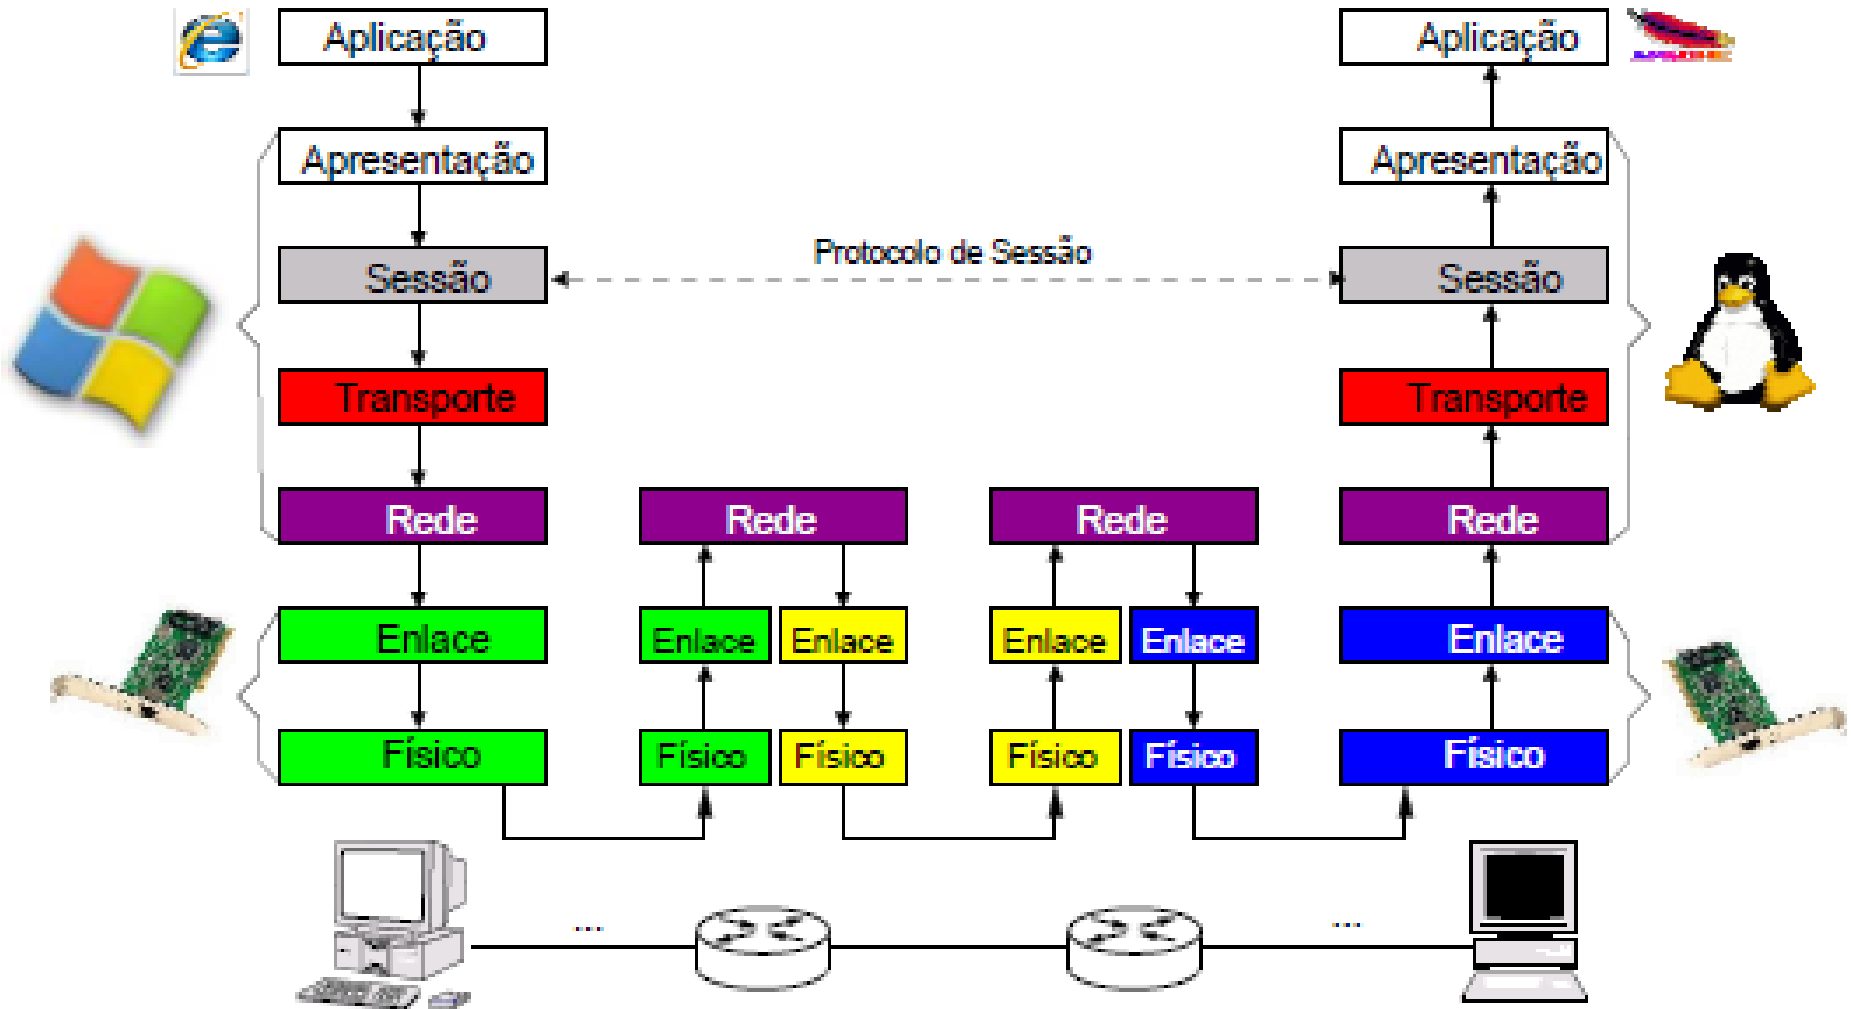 Aplicação
Aplicação
Apresentação
Apresentação
Protocolo de Sessão
Sessão
Sessão
Transporte
Transporte
Rede
Rede
Rede
Rede
Enlace
Enlace
Enlace
Enlace
Enlace
Enlace
Físico
Físico
Físico
Físico
Físico
Físico
...
...